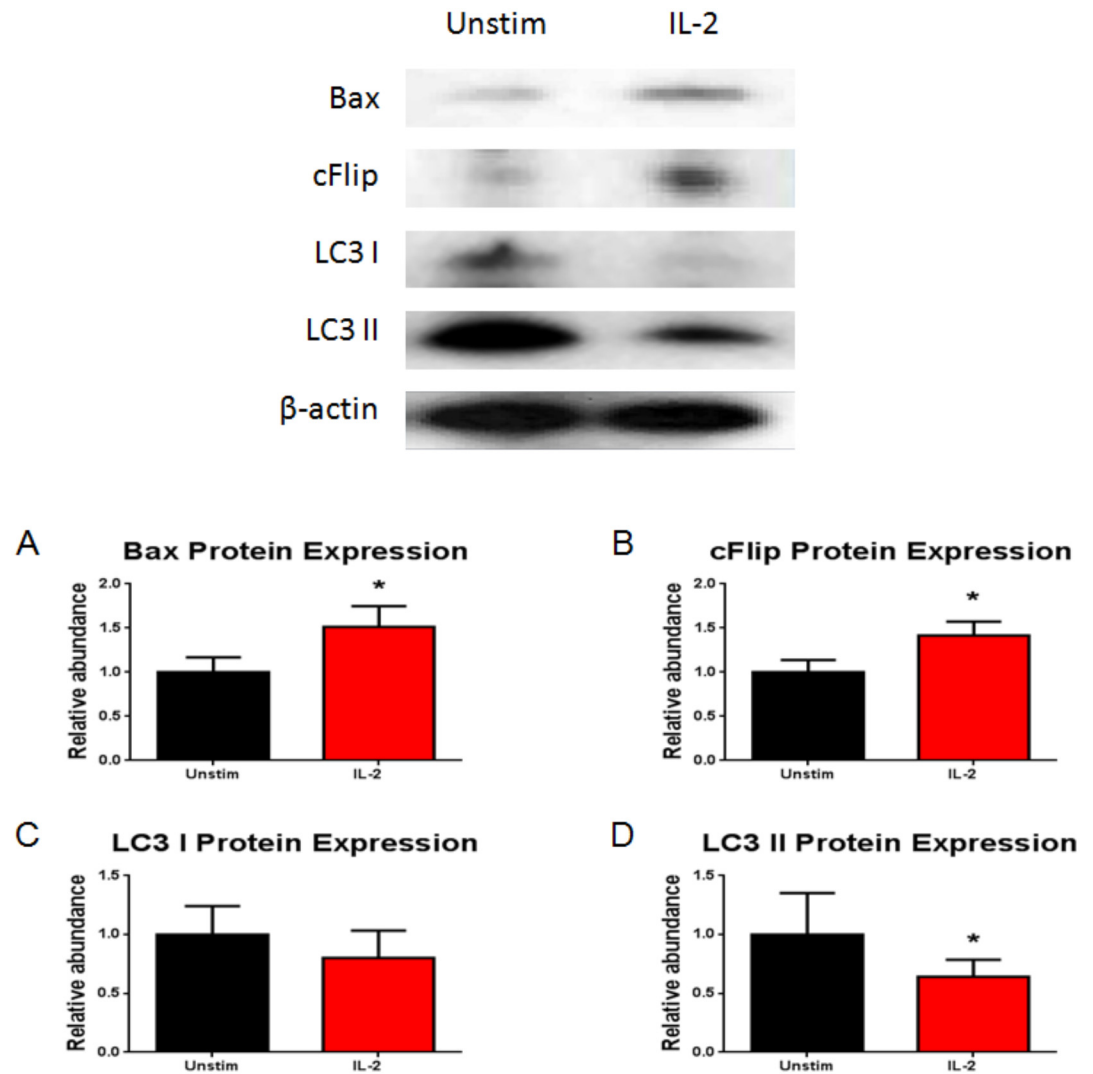 Unstim IL-2
Bax
cFlip
LC3 I
LC3 II
β-actin
A
Bax Protein Expression
Relative abundance
2.0
*
1.5
1.0
0.5
0.0
Unstim IL-2
B
cFlip Protein Expression
Relative abundance
2.0
*
1.5
1.0
0.5
0.0
Unstim IL-2
C
LC3 I Protein Expression
Relative abundance
1.5
1.0
0.5
0.0
Unstim IL-2
D
LC3 II Protein Expression
Relative abundance
1.5
1.0
*
0.5
0.0
Unstim IL-2